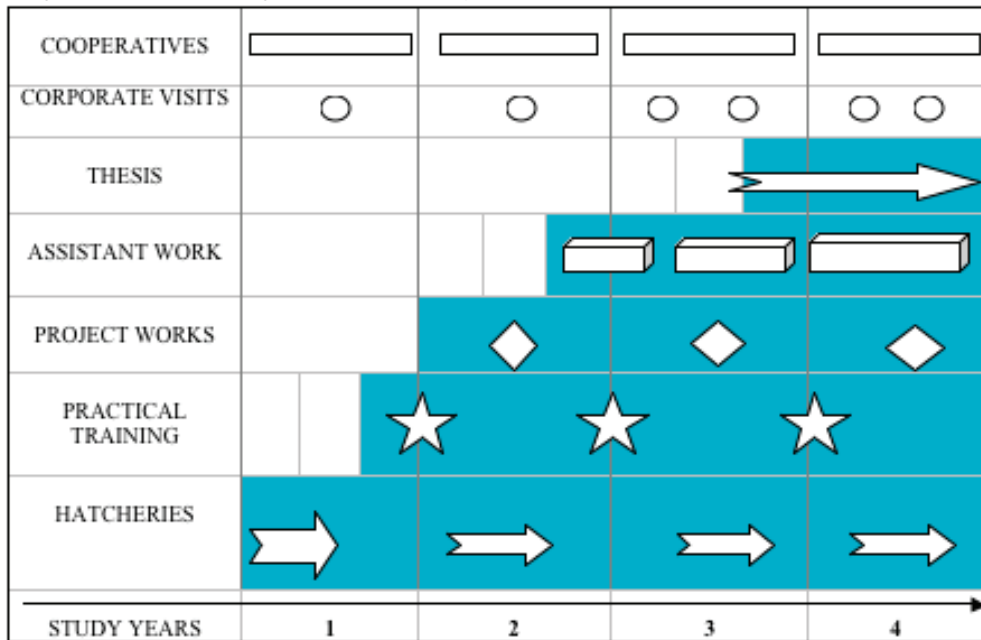 COOPERATIVES
CORPORATE VISITS
THESIS
ASSISTANT WORK
PROJECT WORKS
PRACTICAL
TRAINING
HATCHERIES
STUDY YEARS 1 2 3 4